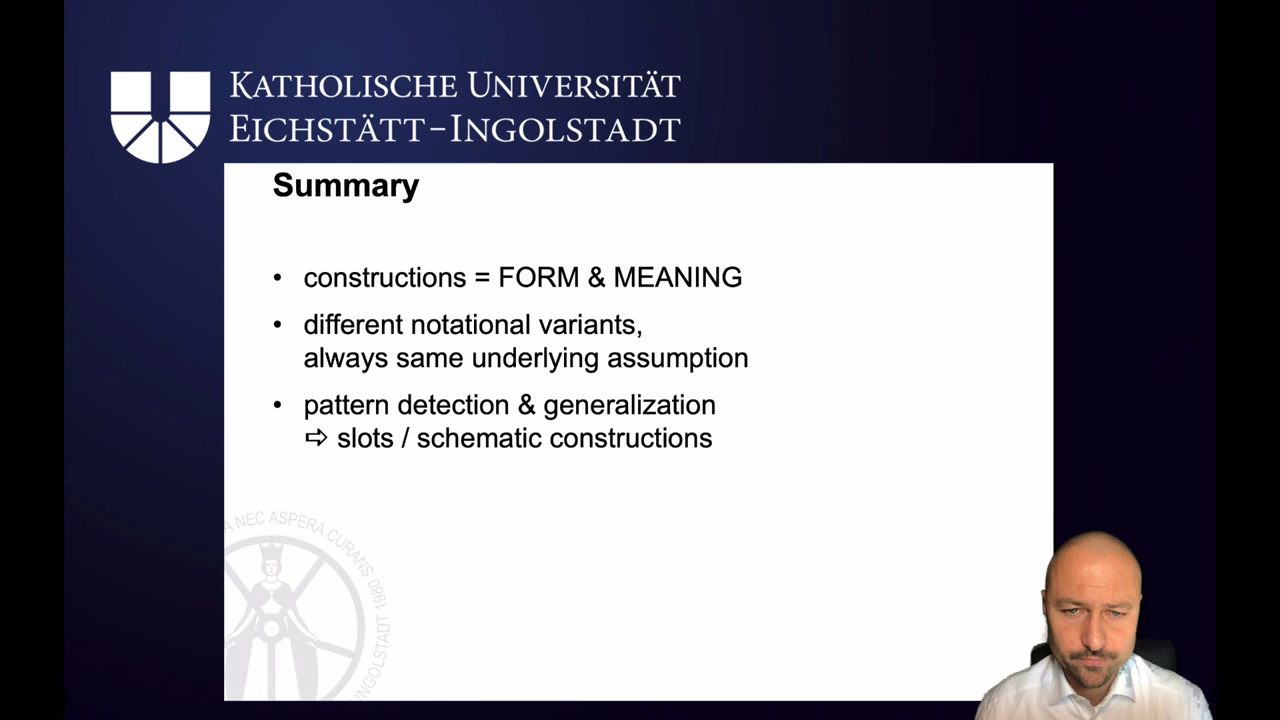 KATHOLISCHE UNIVERSITÄT
EICHSTÄTT-INGOLSTADT
Summary
• constructions = FORM & MEANING
• different notational variants,
always same underlying assumption
• pattern detection & generalization
⇨ slots / schematic constructions
A NEC ASPERA CURANS 1980
INGOLSTADT